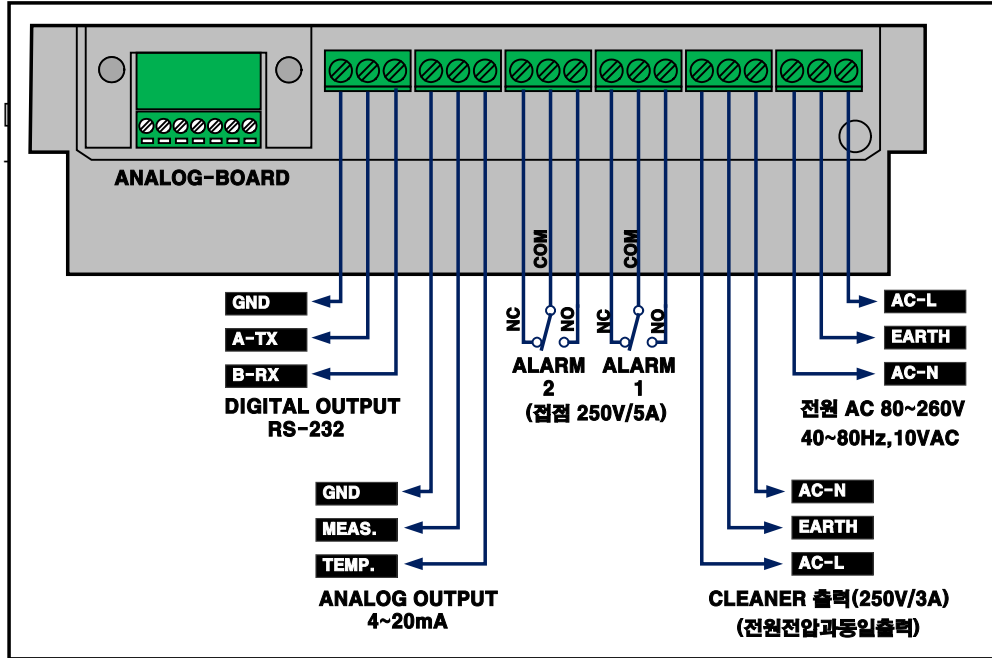 ANALOG-BOARD
COM
COM
NC
NO
NC
NO
GND
A-TX
B-RX
DIGITAL OUTPUT
RS-232
ALARM
2
ALARM
1
(접점 250V/5A)
AC-L
EARTH
AC-N
전원 AC 80~260V
40~80Hz,10VAC
GND
MEAS.
TEMP.
ANALOG OUTPUT
4~20mA
AC-N
EARTH
AC-L
CLEANER 출력(250V/3A)
(전원전압과동일출력)